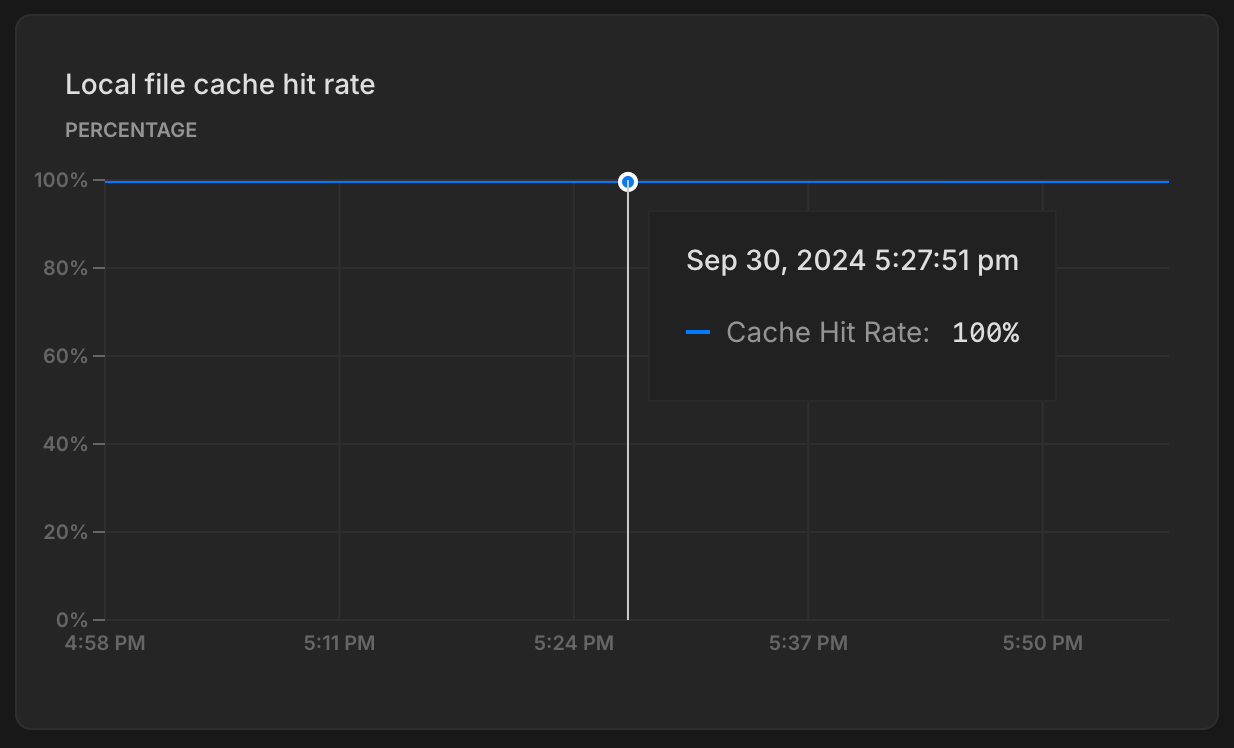 Local file cache hit rate
PERCENTAGE
100%
80%
60%
40%
20%
0%
Sep 30, 2024 5:27:51 pm
Cache Hit Rate: 100%
4:58 PM 5:11 PM 5:24 PM 5:37 PM 5:50 PM